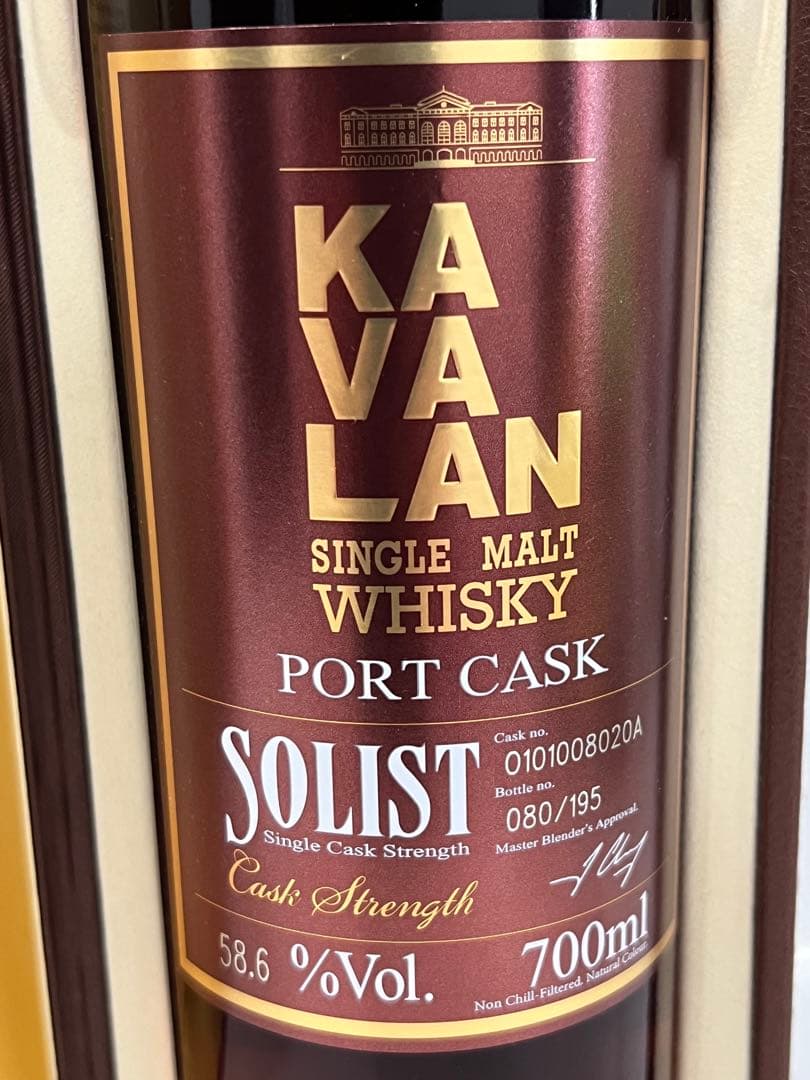 KA
VA
LAN
SINGLE MALT
WHISKY
PORT CASK
SOLIST
Single Cask Strength
Cask Strength
Cask no.
0101008020A
Bottle no.
080/195
Master Blender's Approval.
58.6 %Vol.
700ml
Non Chill-Filtered. Natural Colour.